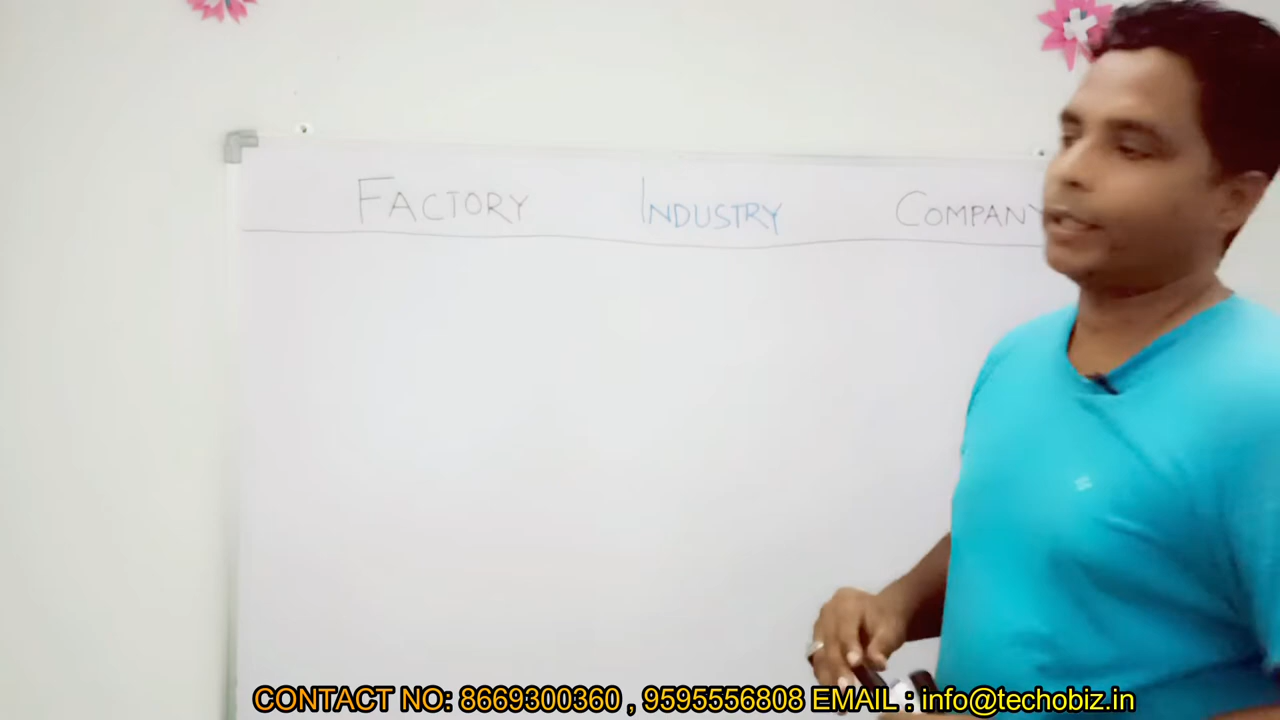 FACTORY INDUSTRY COMPANY
CONTACT NO: 8669300360 , 9595556808 EMAIL : info@techobiz.in